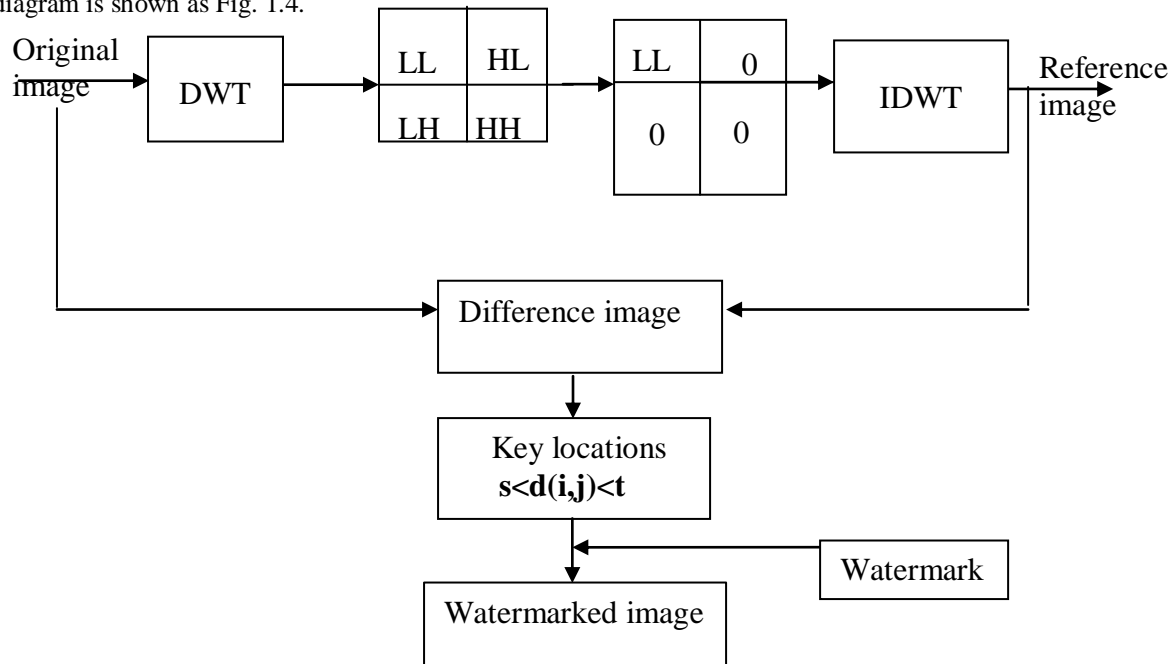 diagram is shown as Fig. 1.4.
Original
image
DWT
LL HL
LH HH
LL 0
0 0
IDWT
Reference
image
Difference image
Key locations
s<d(i,j)<t
Watermark
Watermarked image